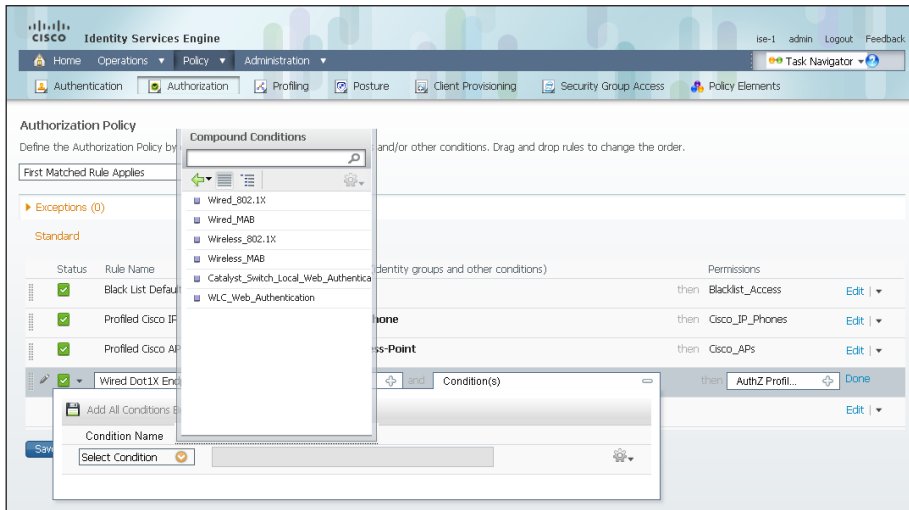 CISCO Identity Services Engine
ise-1 admin Logout Feedback
Home Operations ▼ Policy ▼ Administration ▼
Task Navigator ▼ ?
Authentication Authorization Profiling Posture Client Provisioning Security Group Access Policy Elements
Authorization Policy
Define the Authorization Policy by
and/or other conditions. Drag and drop rules to change the order.
First Matched Rule Applies
Exceptions (0)
Standard
Status Rule Name
(identity groups and other conditions)
Permissions
Black List Defaul
then Blacklist_Access Edit | ▼
Profiled Cisco IP
hone
then Cisco_IP_Phones Edit | ▼
Profiled Cisco AP
ss-Point
then Cisco_APs Edit | ▼
Wired Dot1X End
and Condition(s)
then AuthZ Profil... Done
Edit | ▼
Compound Conditions
Wired_802.1X
Wired_MAB
Wireless_802.1X
Wireless_MAB
Catalyst_Switch_Local_Web_Authentica
WLC_Web_Authentication
Add All Conditions B
Condition Name
Select Condition
Sav